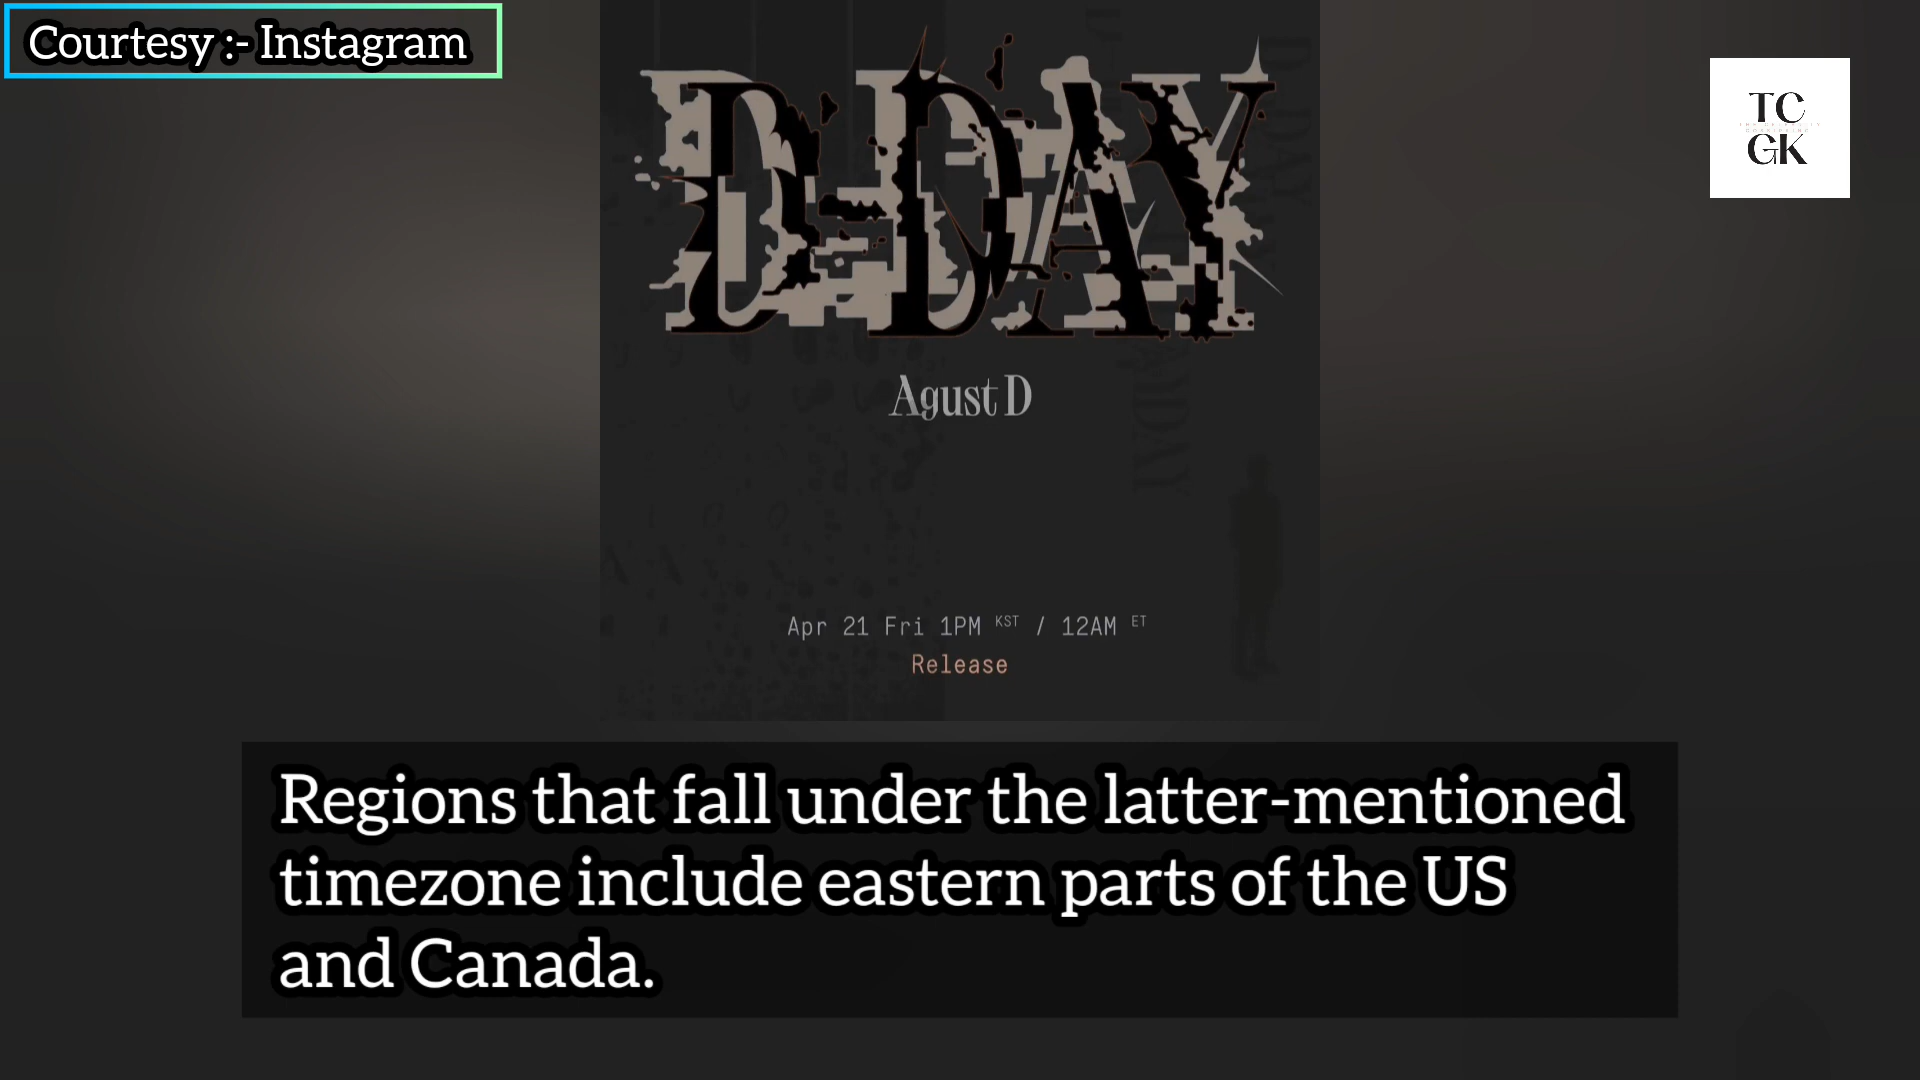 Courtesy :- Instagram
TC
GK
D-DAY
Agust D
Apr 21 Fri 1PM KST / 12AM ET
Release
Regions that fall under the latter-mentioned
timezone include eastern parts of the US
and Canada.